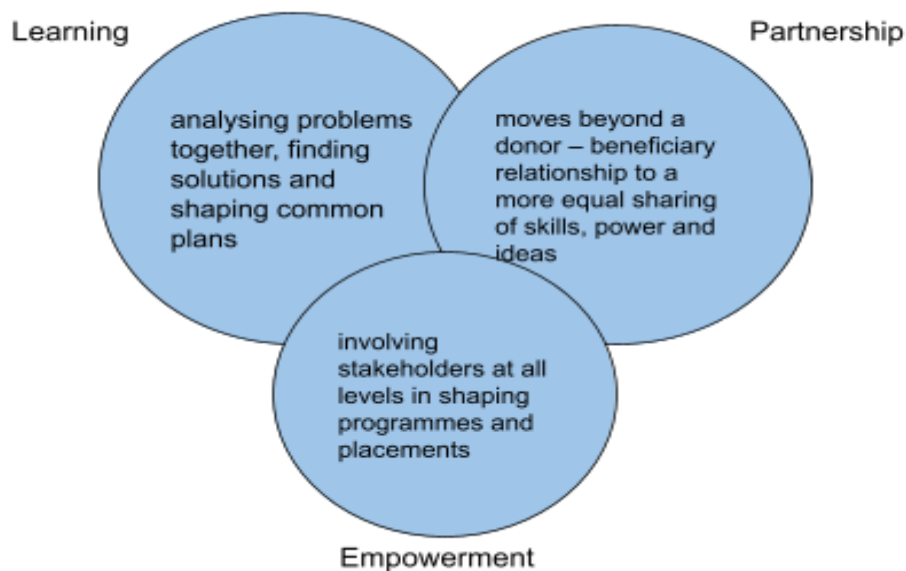 Learning
Partnership
analysing problems
together, finding
solutions and
shaping common
plans
moves beyond a
donor – beneficiary
relationship to a
more equal sharing
of skills, power and
ideas
involving
stakeholders at all
levels in shaping
programmes and
placements
Empowerment